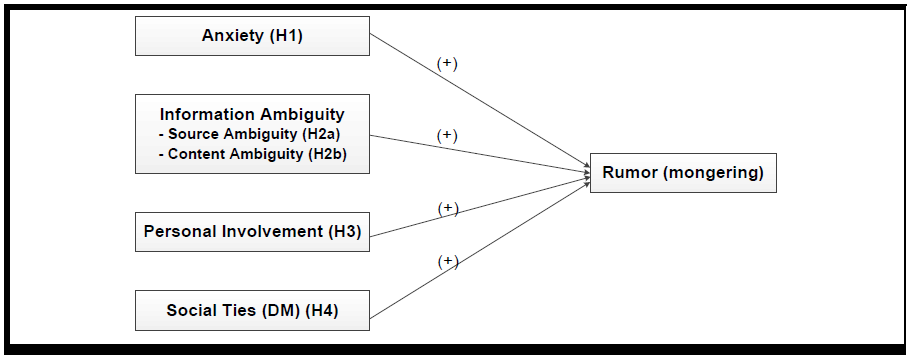 Anxiety (H1)
(+)
Information Ambiguity
- Source Ambiguity (H2a)
- Content Ambiguity (H2b)
(+)
Rumor (mongering)
Personal Involvement (H3)
(+)
Social Ties (DM) (H4)
(+)